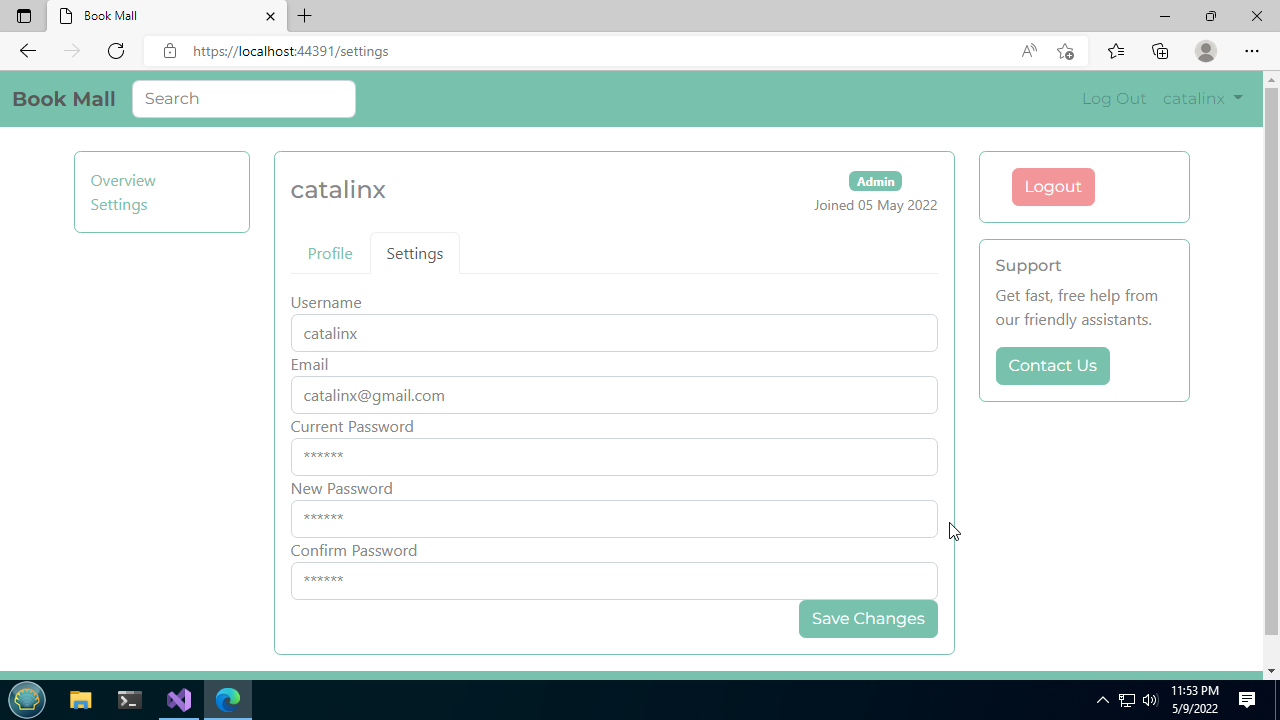 Book Mall
https://localhost:44391/settings
Book Mall
Search
Log Out
catalinx
Overview
Settings
catalinx
Admin
Joined 05 May 2022
Profile
Settings
Username
catalinx
Email
catalinx@gmail.com
Current Password
******
New Password
******
Confirm Password
******
Save Changes
Logout
Support
Get fast, free help from
our friendly assistants.
Contact Us
11:53 PM
5/9/2022